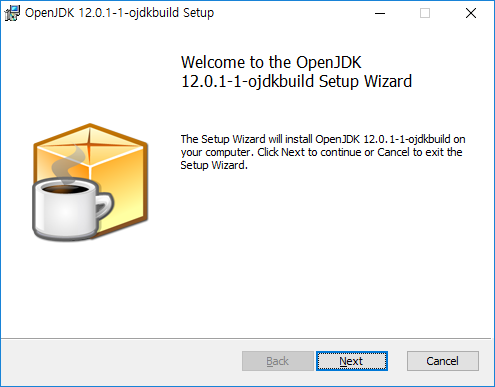 OpenJDK 12.0.1-1-ojdkbuild Setup
Welcome to the OpenJDK
12.0.1-1-ojdkbuild Setup Wizard
The Setup Wizard will install OpenJDK 12.0.1-1-ojdkbuild on
your computer. Click Next to continue or Cancel to exit the
Setup Wizard.
Back Next Cancel